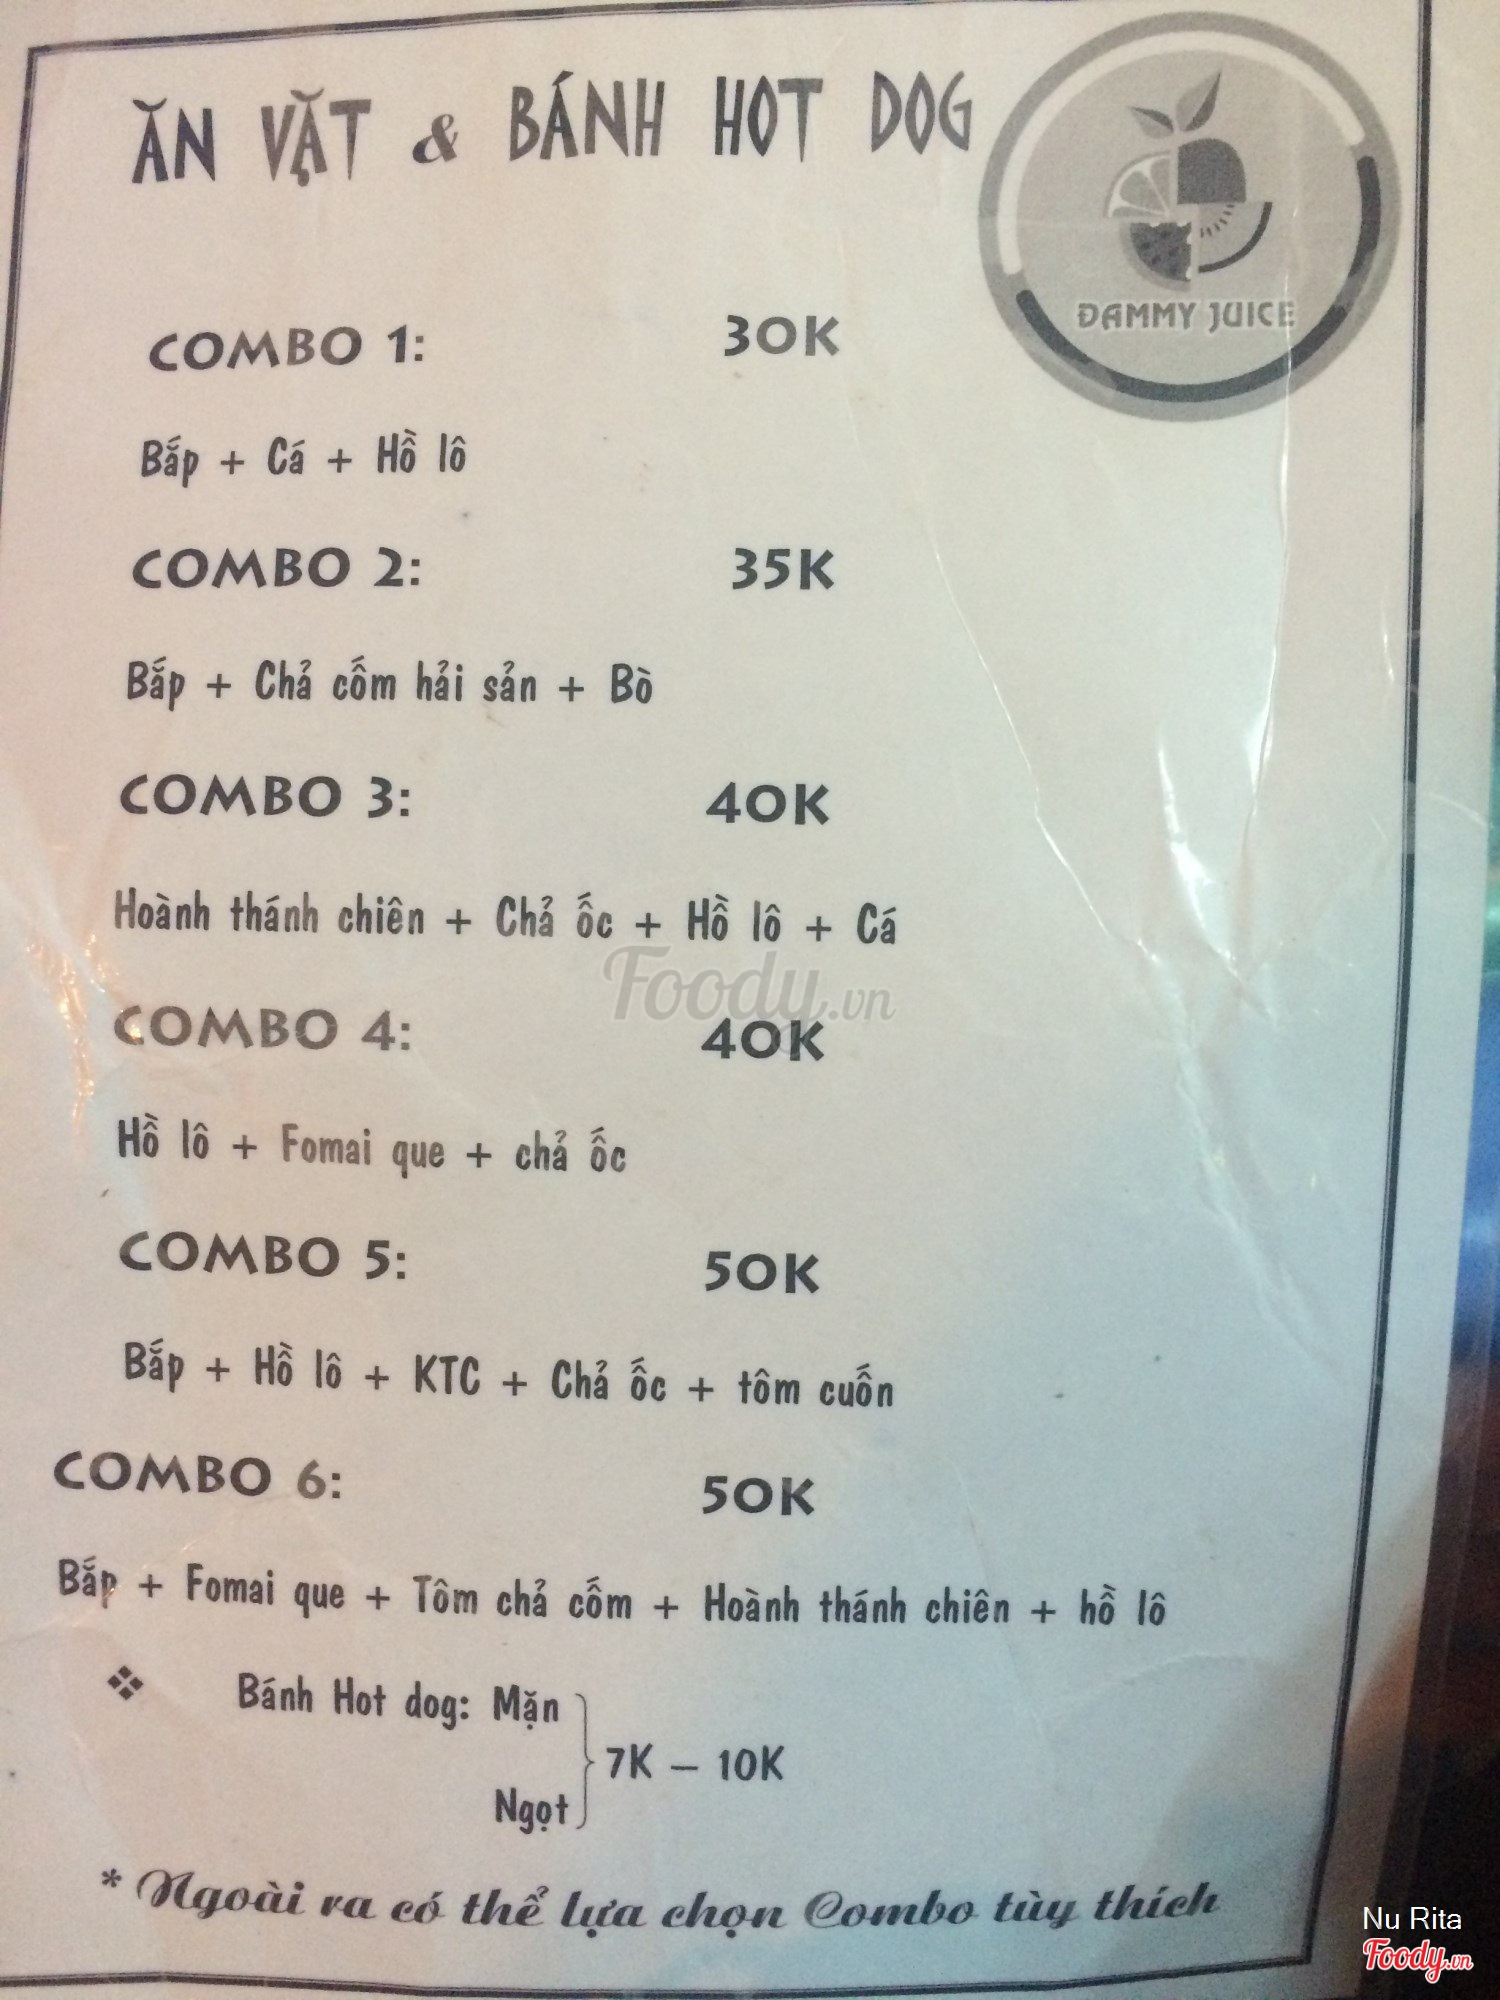 ĂN VẶT & BÁNH HOT DOG
ĐAMMY JUICE
COMBO 1: 30K
Bắp + Cá + Hồ lô
COMBO 2: 35K
Bắp + Chả cốm hải sản + Bò
COMBO 3: 40K
Hoành thánh chiên + Chả ốc + Hồ lô + Cá
Foody.vn
COMBO 4: 40K
Hồ lô + Fomai que + chả ốc
COMBO 5: 50K
Bắp + Hồ lô + KTC + Chả ốc + tôm cuốn
COMBO 6: 50K
Bắp + Fomai que + Tôm chả cốm + Hoành thánh chiên + hồ lô
❖ Bánh Hot dog: Mặn
7K – 10K
Ngọt
* Ngoài ra có thể lựa chọn Combo tùy thích
Nu Rita
Foody.vn